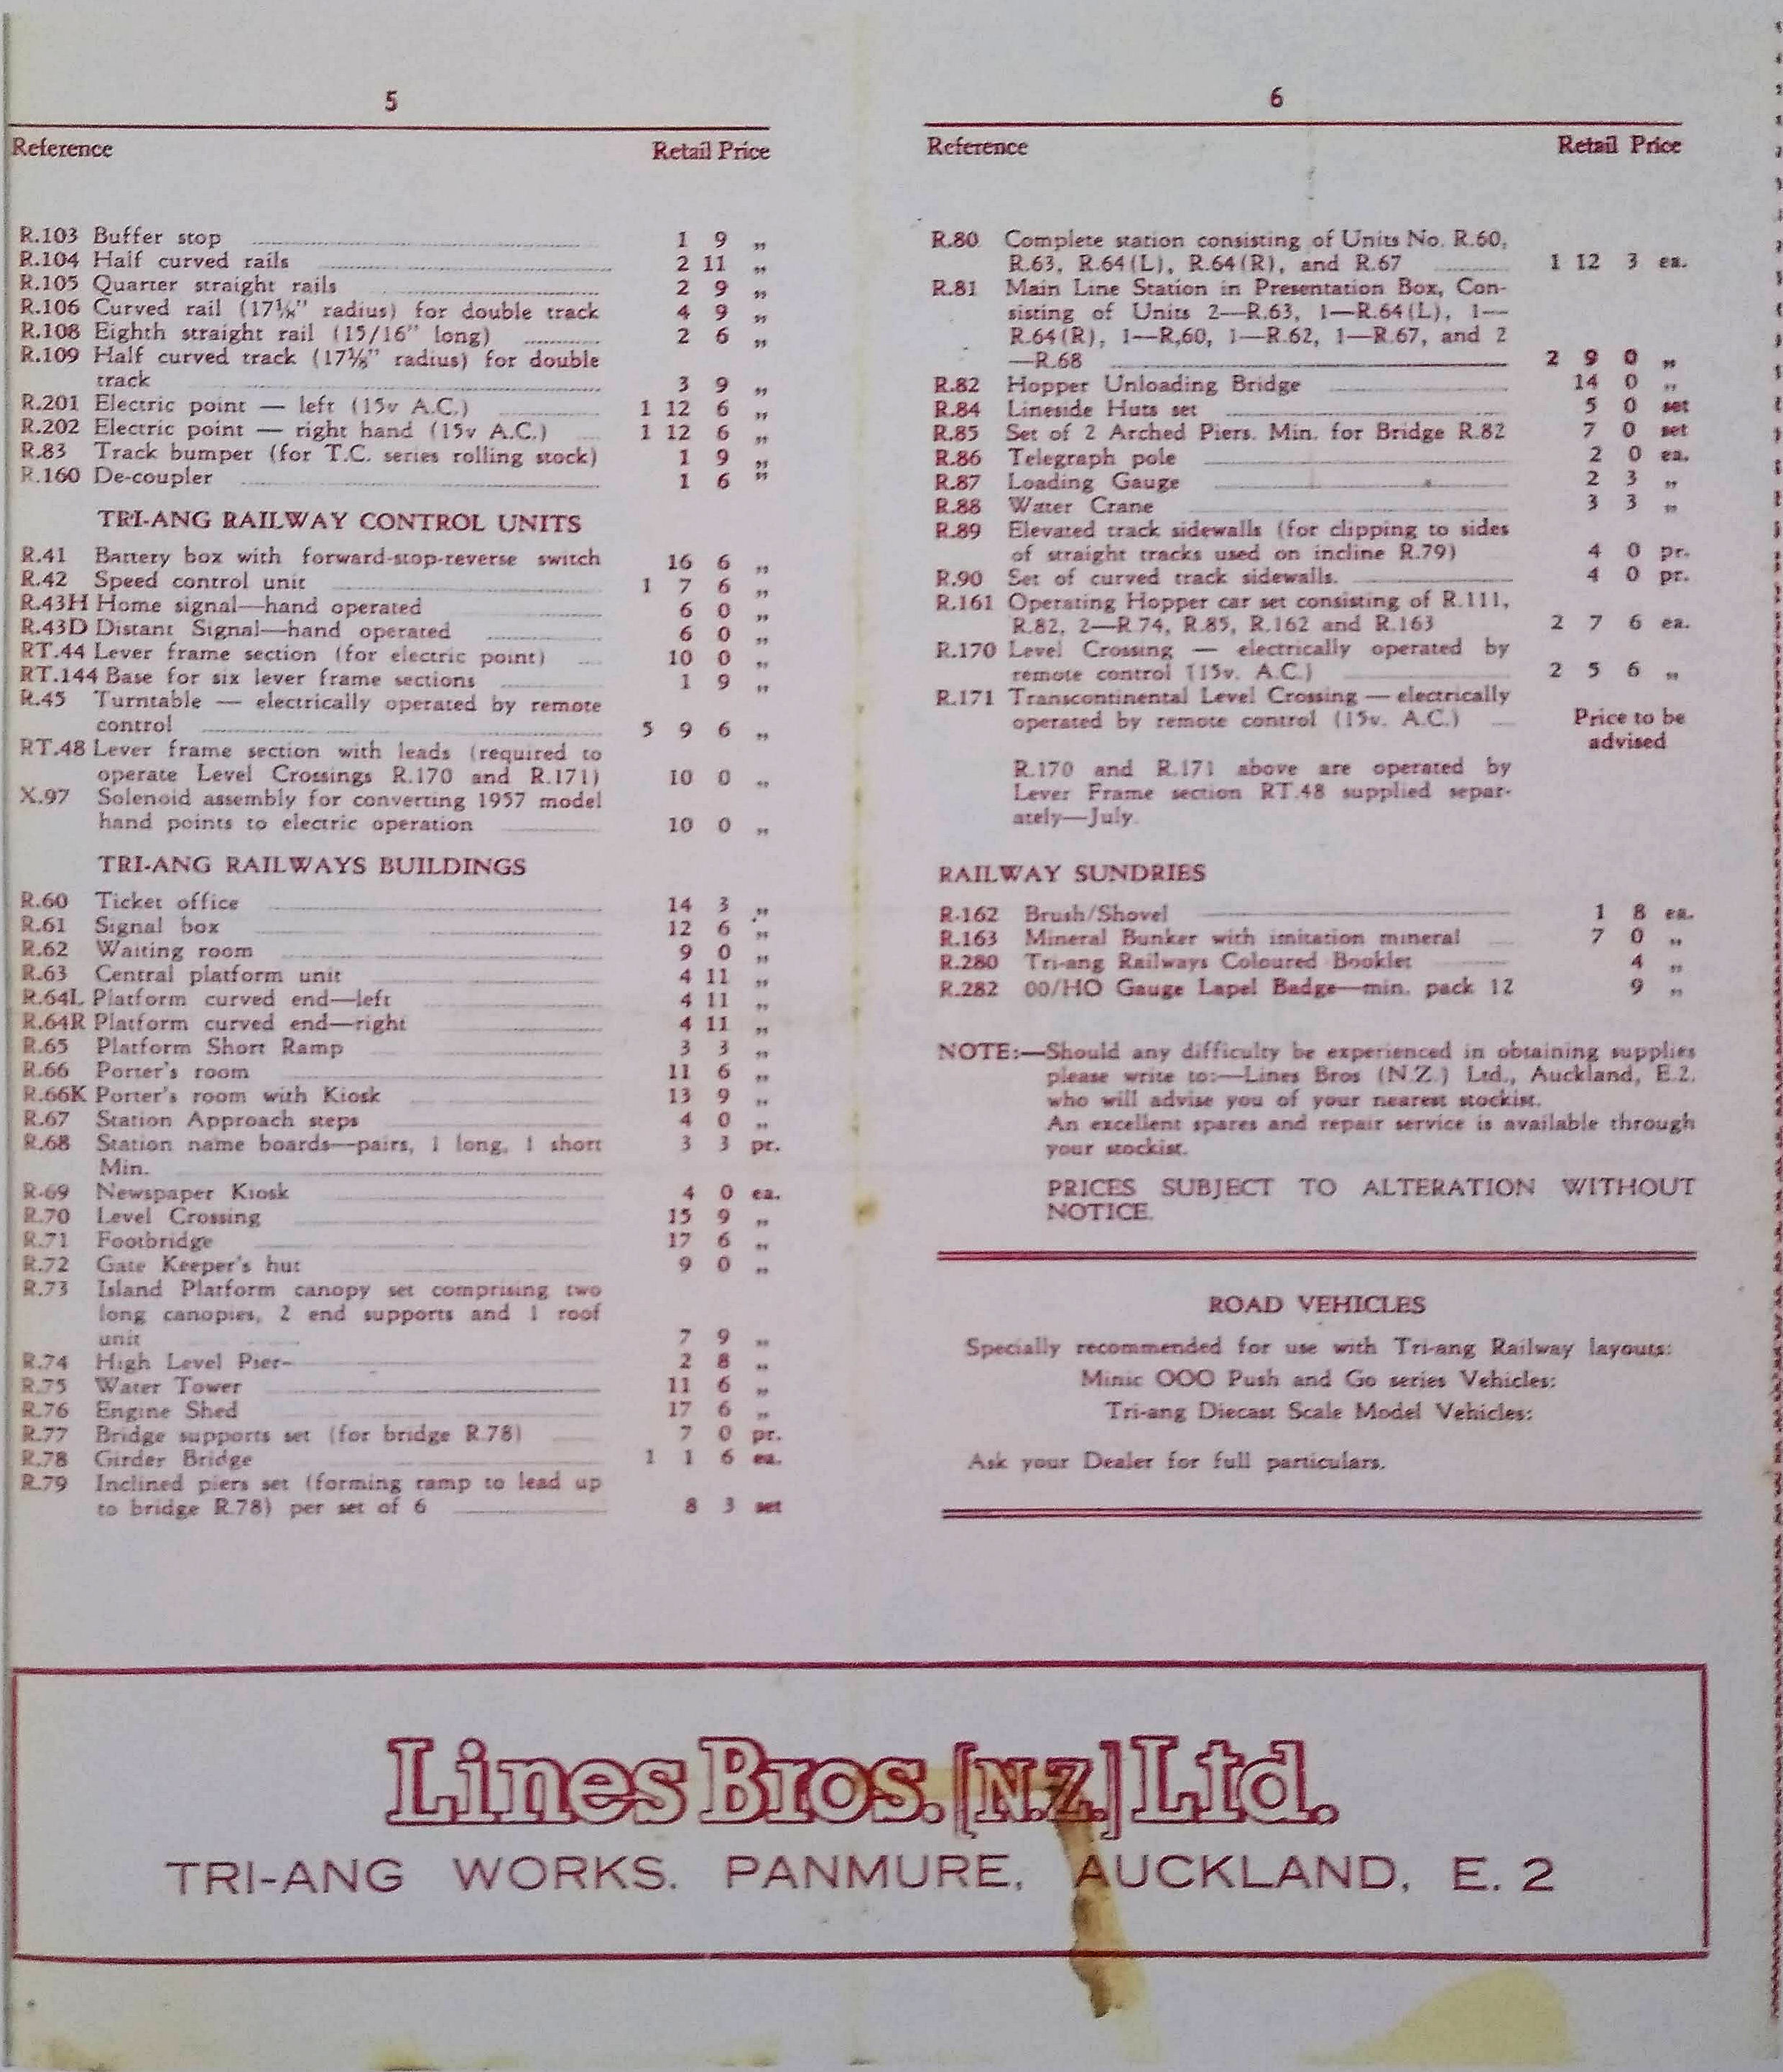 5
Reference Retail Price
R.103 Buffer stop 1 9 „
R.104 Half curved rails 2 11 „
R.105 Quarter straight rails 2 9 „
R.106 Curved rail (17⅛” radius) for double track 4 9 „
R.108 Eighth straight rail (15/16” long) 2 6 „
R.109 Half curved track (17⅛” radius) for double
track 3 9 „
R.201 Electric point — left (15v A.C.) 1 12 6 „
R.202 Electric point — right hand (15v A.C.) 1 12 6 „
R.83 Track bumper (for T.C. series rolling stock) 1 9 „
R.160 De-coupler 1 6 „
TRI-ANG RAILWAY CONTROL UNITS
R.41 Battery box with forward-stop-reverse switch 16 6 „
R.42 Speed control unit 1 7 6 „
R.43H Home signal—hand operated 6 0 „
R.43D Distant Signal—hand operated 6 0 „
RT.44 Lever frame section (for electric point) 10 0 „
RT.144 Base for six lever frame sections 1 9 „
R.45 Turntable — electrically operated by remote
control 5 9 6 „
RT.48 Lever frame section with leads (required to
operate Level Crossings R.170 and R.171) 10 0 „
X.97 Solenoid assembly for converting 1957 model
hand points to electric operation 10 0 „
TRI-ANG RAILWAYS BUILDINGS
R.60 Ticket office 14 3 „
R.61 Signal box 12 6 „
R.62 Waiting room 9 0 „
R.63 Central platform unit 4 11 „
R.64L Platform curved end—left 4 11 „
R.64R Platform curved end—right 4 11 „
R.65 Platform Short Ramp 3 3 „
R.66 Porter's room 11 6 „
R.66K Porter's room with Kiosk 13 9 „
R.67 Station Approach steps 4 0 „
R.68 Station name boards—pairs, 1 long, 1 short 3 3 pr.
Min.
R.69 Newspaper Kiosk 4 0 ea.
R.70 Level Crossing 15 9 „
R.71 Footbridge 17 6 „
R.72 Gate Keeper's hut 9 0 „
R.73 Island Platform canopy set comprising two
long canopies, 2 end supports and 1 roof
unit 7 9 „
R.74 High Level Pier- 2 8 „
R.75 Water Tower 11 6 „
R.76 Engine Shed 17 6 „
R.77 Bridge supports set (for bridge R.78) 7 0 pr.
R.78 Girder Bridge 1 1 6 ea.
R.79 Inclined piers set (forming ramp to lead up
to bridge R.78) per set of 6 8 3 set
6
Reference Retail Price
R.80 Complete station consisting of Units No. R.60,
R.63, R.64(L), R.64(R), and R.67 1 12 3 ea.
R.81 Main Line Station in Presentation Box, Con-
sisting of Units 2—R.63, 1—R.64(L), 1—
R.64(R), 1—R,60, 1—R.62, 1—R.67, and 2
—R.68 2 9 0 „
R.82 Hopper Unloading Bridge 14 0 „
R.84 Lineside Huts set 5 0 set
R.85 Set of 2 Arched Piers. Min. for Bridge R.82 7 0 set
R.86 Telegraph pole 2 0 ea.
R.87 Loading Gauge 2 3 „
R.88 Water Crane 3 3 „
R.89 Elevated track sidewalls (for clipping to sides
of straight tracks used on incline R.79) 4 0 pr.
R.90 Set of curved track sidewalls. 4 0 pr.
R.161 Operating Hopper car set consisting of R.111,
R.82, 2—R.74, R.85, R.162 and R.163 2 7 6 ea.
R.170 Level Crossing — electrically operated by
remote control (15v. A.C.) 2 5 6 „
R.171 Transcontinental Level Crossing — electrically
operated by remote control (15v. A.C.) Price to be
advised
R.170 and R.171 above are operated by
Lever Frame section RT.48 supplied separ-
ately—July.
RAILWAY SUNDRIES
R.162 Brush/Shovel 1 8 ea.
R.163 Mineral Bunker with imitation mineral 7 0 „
R.280 Tri-ang Railways Coloured Booklet 4 „
R.282 00/HO Gauge Lapel Badge—min. pack 12 9 „
NOTE:—Should any difficulty be experienced in obtaining supplies
please write to:—Lines Bros (N.Z.) Ltd., Auckland, E.2.
who will advise you of your nearest stockist.
An excellent spares and repair service is available through
your stockist.
PRICES SUBJECT TO ALTERATION WITHOUT
NOTICE.
ROAD VEHICLES
Specially recommended for use with Tri-ang Railway layouts:
Minic OOO Push and Go series Vehicles:
Tri-ang Diecast Scale Model Vehicles:
Ask your Dealer for full particulars.
Lines Bros. [N.Z.] Ltd.
TRI-ANG WORKS. PANMURE, AUCKLAND, E. 2